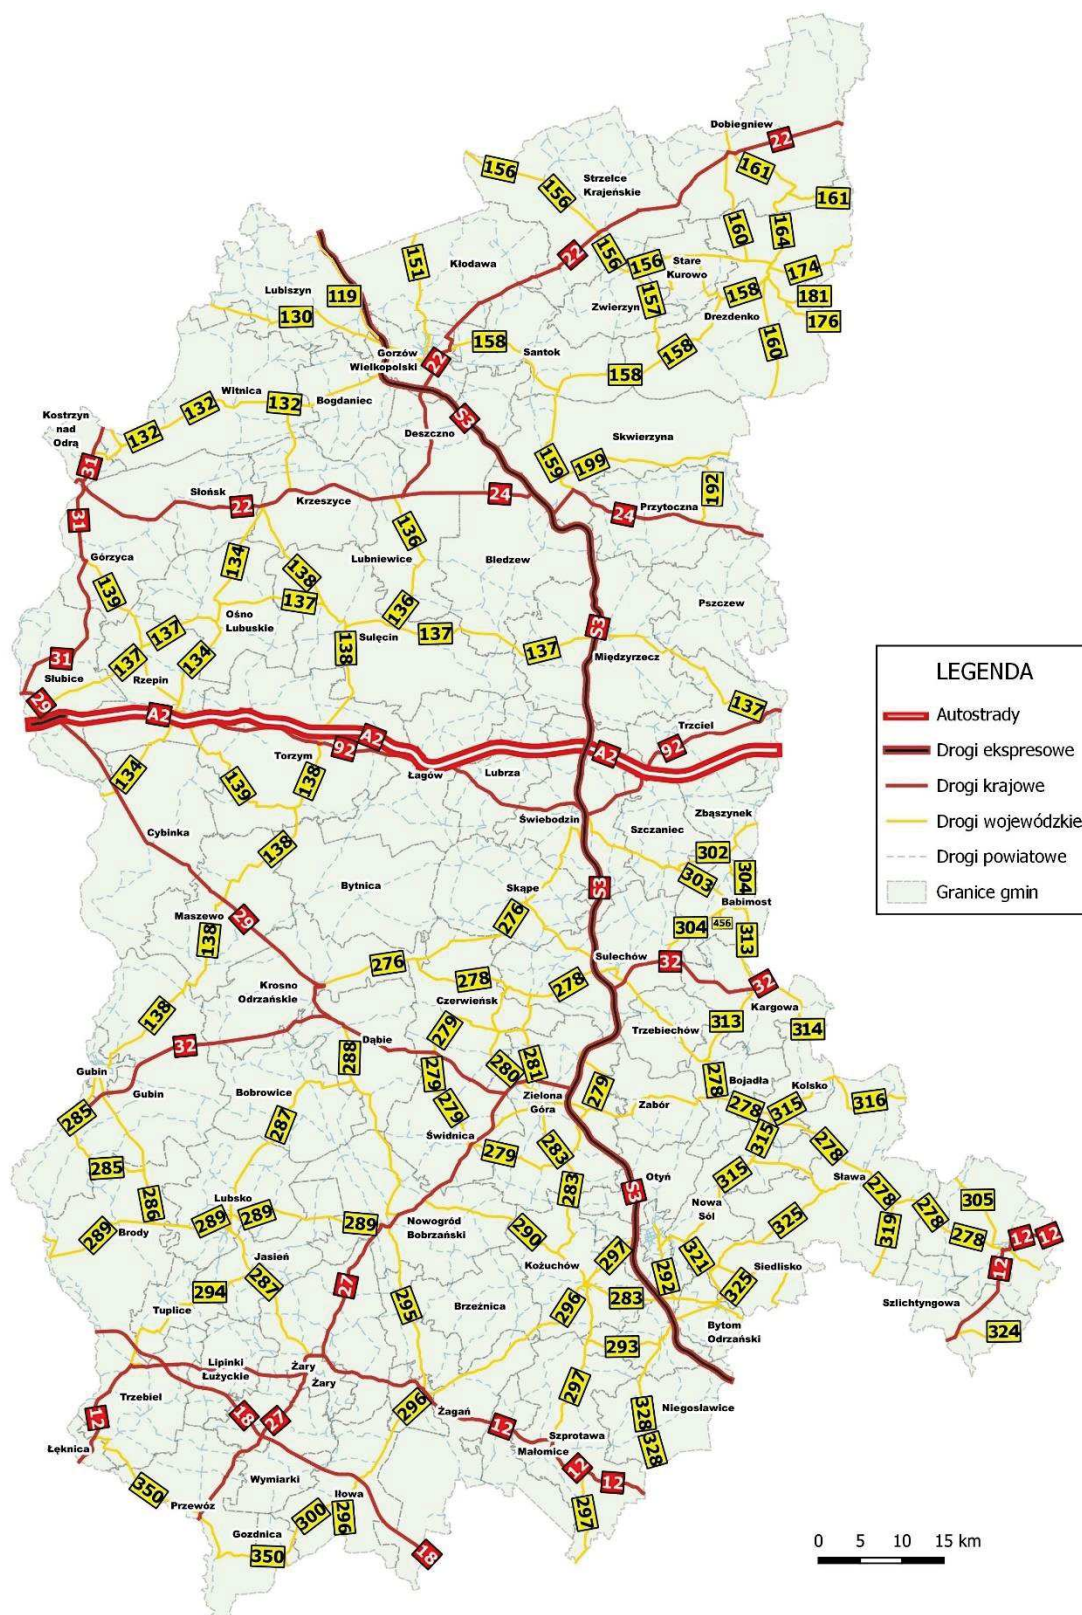 Dobiegniew
22
156
161
Strzelce
Krajeńskie
156
161
160
164
151
22
156
156
Stare
Kurowo
174
Kłodawa
Lubiszyn
119
157
158
181
130
Zwierzyn
Drezdenko
176
158
Gorzów
Wielkopolski
22
Santok
158
160
158
Witnica
132
132
Bogdaniec
S3
Kostrzyn
nad
Odrą
132
Deszczno
Skwierzyna
31
159
199
Słońsk
22
Krzeszyce
24
24
Przytoczna
192
31
136
Górzyca
134
138
Lubniewice
Bledzew
139
137
136
Pszczew
Ośno
Lubuskie
137
Sulęcin
137
S3
31
137
134
138
137
Międzyrzecz
Słubice
Rzepin
29
137
A2
A2
92
A2
92
Trzciel
Torzym
134
139
138
Łagów
Lubrza
Cybinka
Świebodzin
Zbąszynek
Szczaniec
138
302
Bytnica
303
304
Skąpe
S3
Babimost
Maszewo
29
276
304
456
313
138
276
Sulechów
32
278
278
32
Krosno
Odrzańskie
Czerwieńsk
Kargowa
138
279
Trzebiechów
313
314
32
Dąbie
288
279
280
281
Gubin
Gubin
Bobrowice
279
Zielona
Góra
279
278
Bojadła
Kolsko
Zabór
278
315
316
285
287
Świdnica
315
279
283
278
285
Otyń
315
Sława
286
Lubsko
283
S3
Nowa
Sól
278
305
289
289
289
289
Nowogród
Bobrzański
290
325
319
278
278
12
12
Brody
Jasień
Kożuchów
297
321
Siedlisko
12
294
287
27
295
Brzeźnica
296
283
292
325
Szlichtyngowa
Tuplice
Bytom
Odrzański
324
293
Lipinki
Łużyckie
Żary
Żary
Trzebiel
297
296
Żagań
Niegosławice
12
18
27
12
328
Łęknica
Szprotawa
Małomice
328
Wymiarki
12
12
350
Iłowa
Przewóz
300
296
297
Gozdnica
350
18
LEGENDA
Autostrady
Drogi ekspresowe
Drogi krajowe
Drogi wojewódzkie
Drogi powiatowe
Granice gmin
0 5 10 15 km